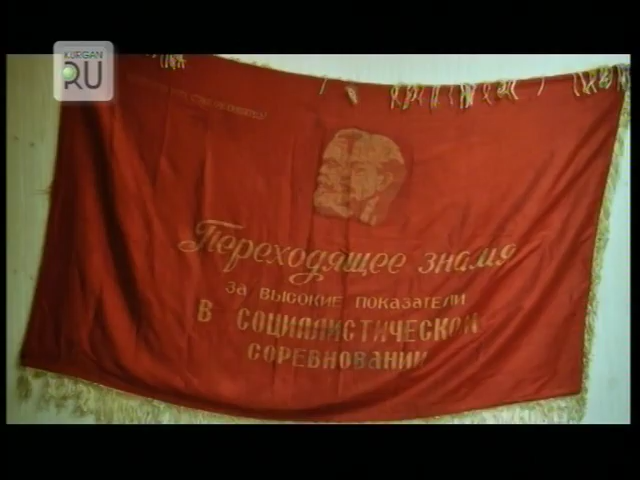 KURGAN
RU
Переходящее знамя
за высокие показатели
в социалистическом
соревновании